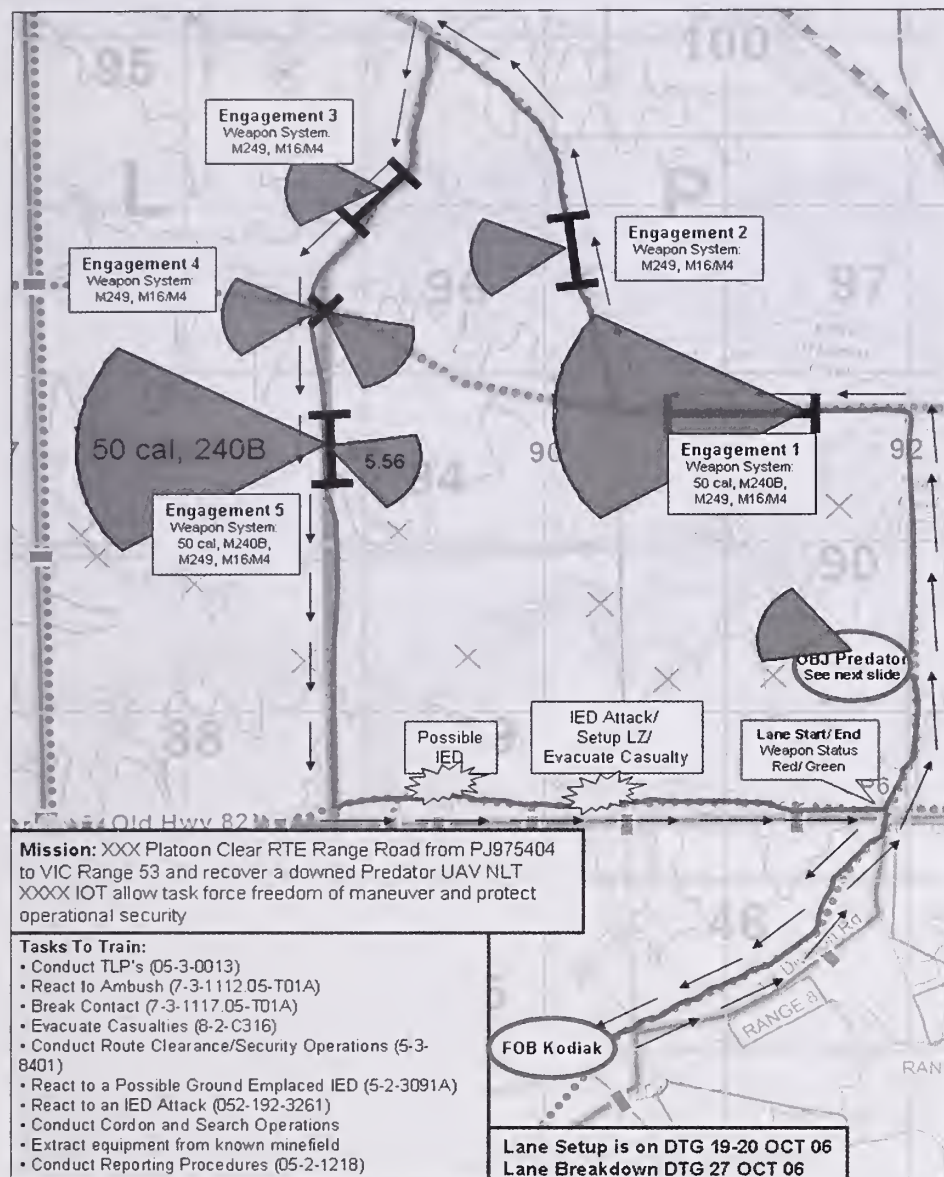 95
100
L
P
Engagement 3
Weapon System:
M249, M16/M4
Engagement 2
Weapon System:
M249, M16/M4
Engagement 4
Weapon System:
M249, M16/M4
97
50 cal, 240B
5.56
90
92
Engagement 1
Weapon System:
50 cal, M240B,
M249, M16/M4
Engagement 5
Weapon System:
50 cal, M240B,
M249, M16/M4
90
OBJ Predator
See next slide
Possible
IED
IED Attack/
Setup LZ/
Evacuate Casualty
Lane Start/ End
Weapon Status
Red/ Green
88
Old Hwy 82
Mission: XXX Platoon Clear RTE Range Road from PJ975404
to VIC Range 53 and recover a downed Predator UAV NLT
XXXX IOT allow task force freedom of maneuver and protect
operational security
46
Tasks To Train:
• Conduct TLP's (05-3-0013)
• React to Ambush (7-3-1112.05-T01A)
• Break Contact (7-3-1117.05-T01A)
• Evacuate Casualties (8-2-C316)
• Conduct Route Clearance/Security Operations (5-3-
8401)
• React to a Possible Ground Emplaced IED (5-2-3091A)
• React to an IED Attack (052-192-3261)
• Conduct Cordon and Search Operations
• Extract equipment from known minefield
• Conduct Reporting Procedures (05-2-1218)
RANGE 8
FOB Kodiak
RAN
Lane Setup is on DTG 19-20 OCT 06
Lane Breakdown DTG 27 OCT 06